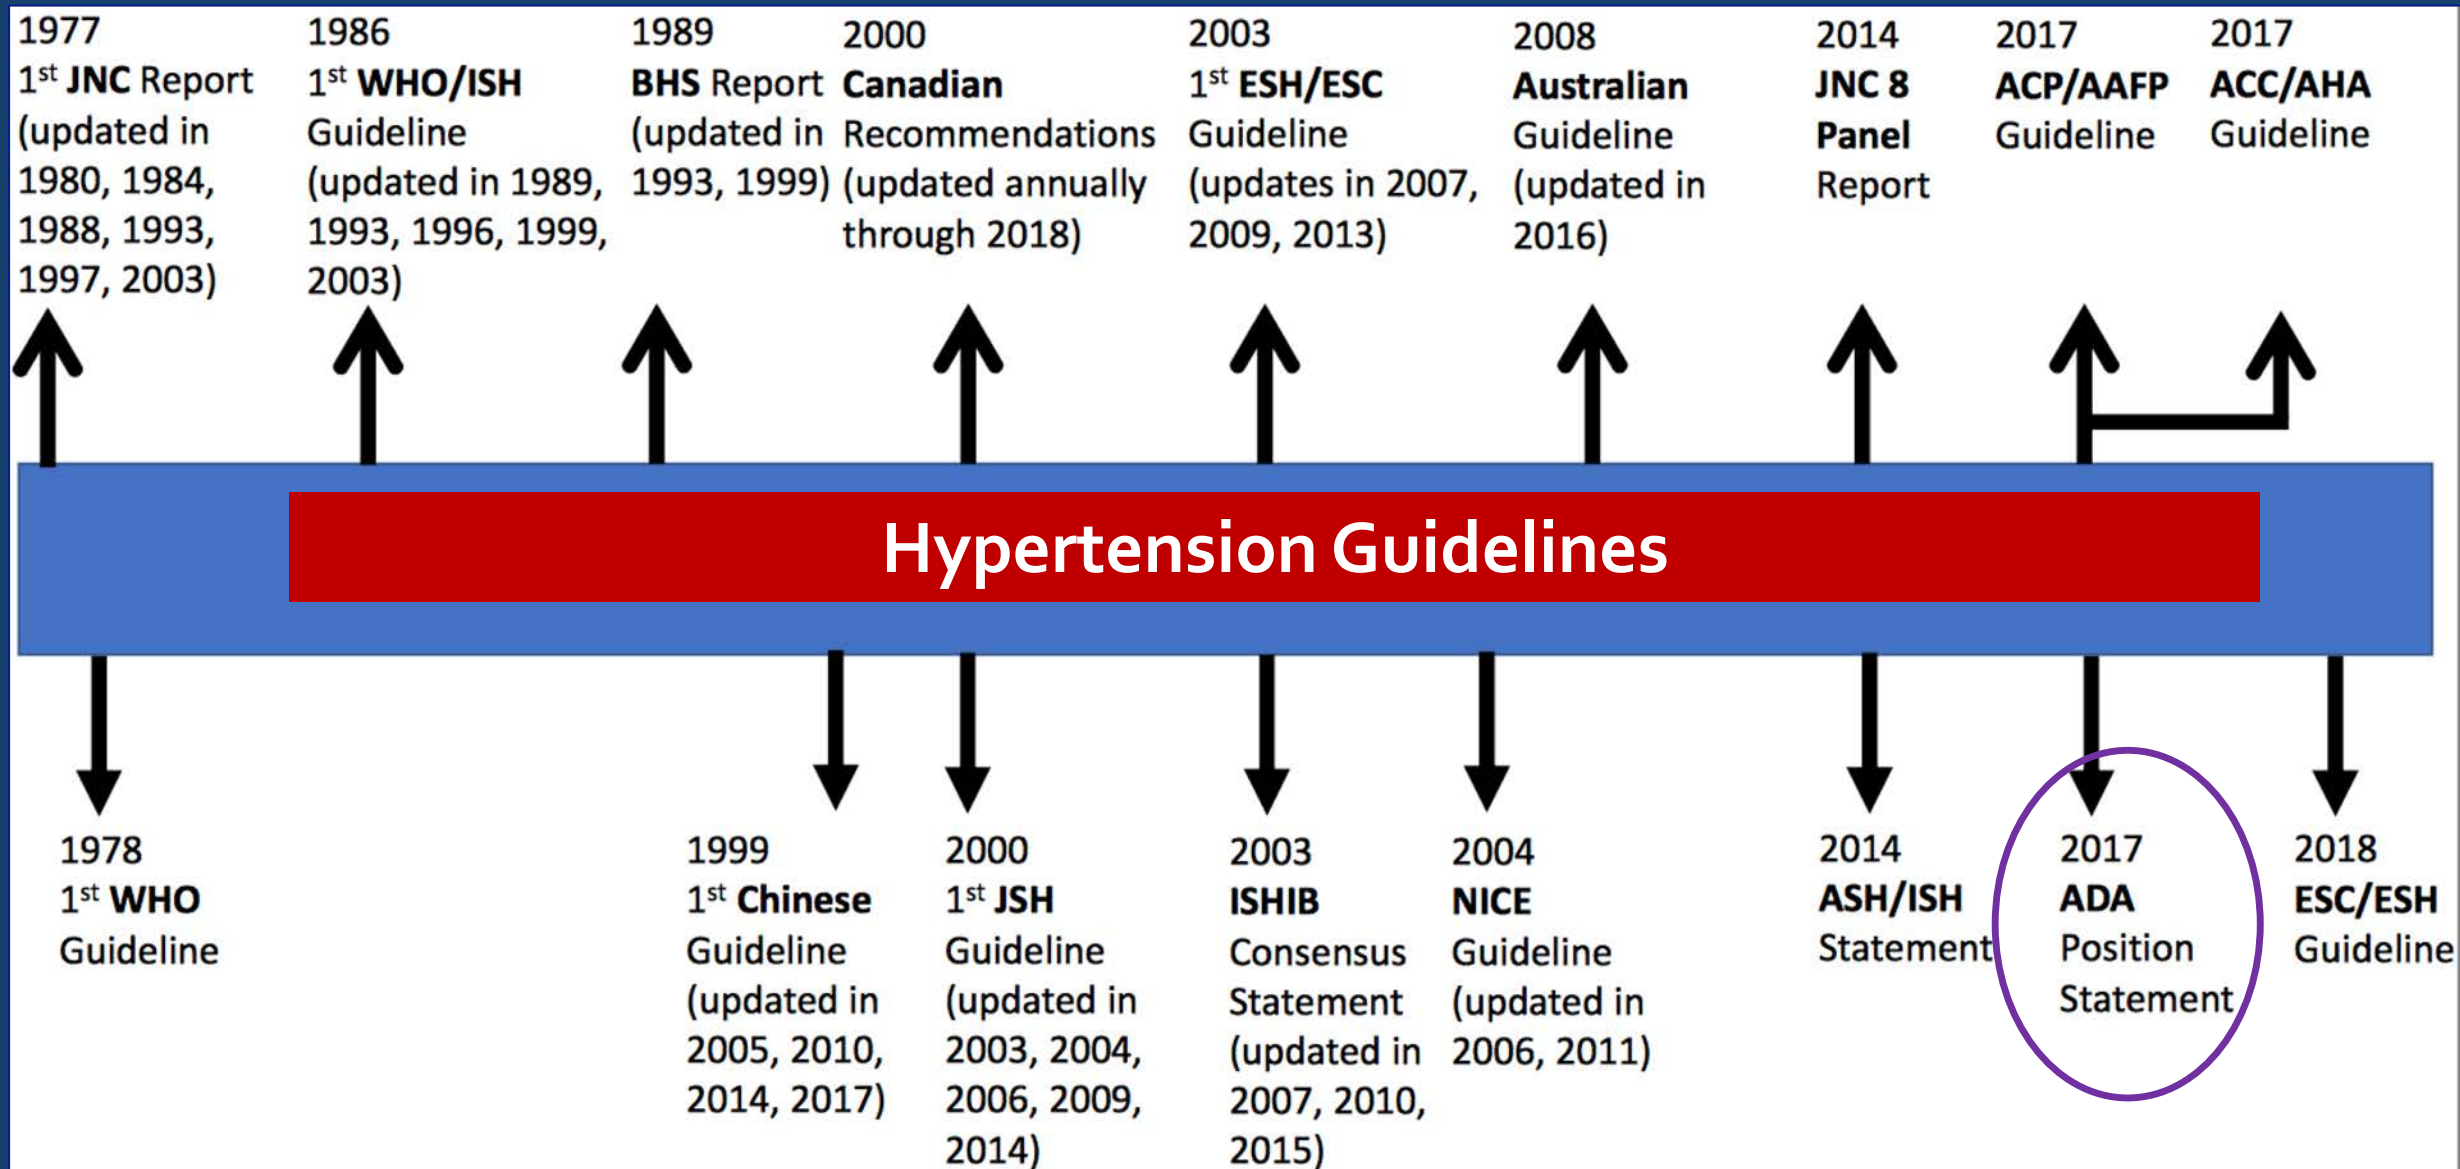 1977
1st JNC Report
(updated in
1980, 1984,
1988, 1993,
1997, 2003)
1986
1st WHO/ISH
Guideline
(updated in 1989,
1993, 1996, 1999,
2003)
1989
BHS Report
(updated in
1993, 1999)
2000
Canadian
Recommendations
(updated annually
through 2018)
2003
1st ESH/ESC
Guideline
(updates in 2007,
2009, 2013)
2008
Australian
Guideline
(updated in
2016)
2014
JNC 8
Panel
Report
2017
ACP/AAFP
Guideline
2017
ACC/AHA
Guideline
Hypertension Guidelines
1978
1st WHO
Guideline
1999
1st Chinese
Guideline
(updated in
2005, 2010,
2014, 2017)
2000
1st JSH
Guideline
(updated in
2003, 2004,
2006, 2009,
2014)
2003
ISHIB
Consensus
Statement
(updated in
2007, 2010,
2015)
2004
NICE
Guideline
(updated in
2006, 2011)
2014
ASH/ISH
Statement
2017
ADA
Position
Statement
2018
ESC/ESH
Guideline